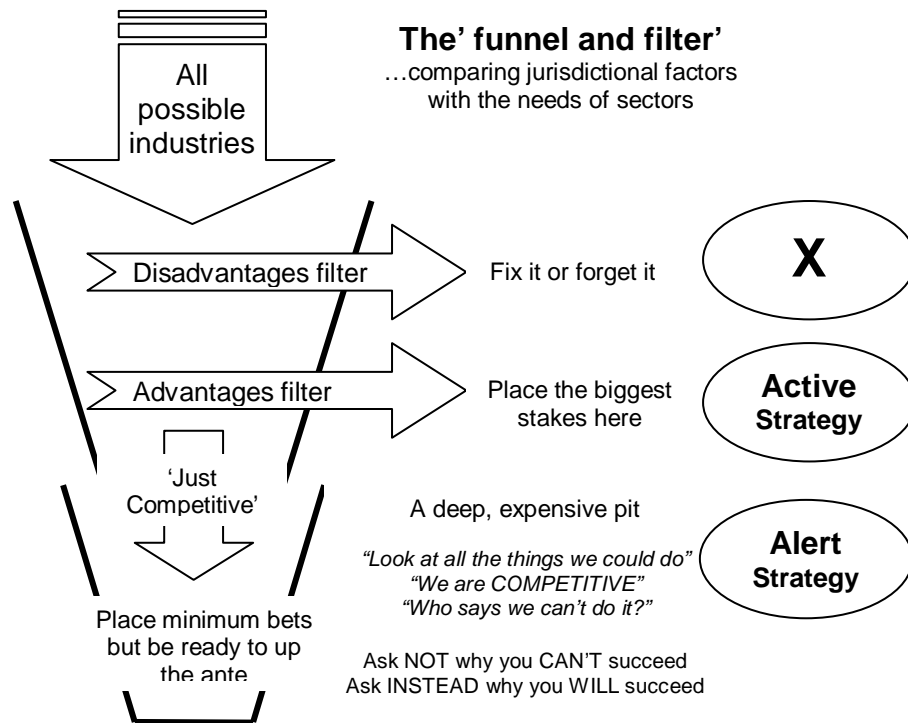 The' funnel and filter'
…comparing jurisdictional factors
with the needs of sectors
All
possible
industries
Disadvantages filter
Fix it or forget it
X
Advantages filter
Place the biggest
stakes here
Active
Strategy
‘Just
Competitive’
A deep, expensive pit
“Look at all the things we could do”
“We are COMPETITIVE”
“Who says we can’t do it?”
Alert
Strategy
Place minimum bets
but be ready to up
the ante
Ask NOT why you CAN’T succeed
Ask INSTEAD why you WILL succeed